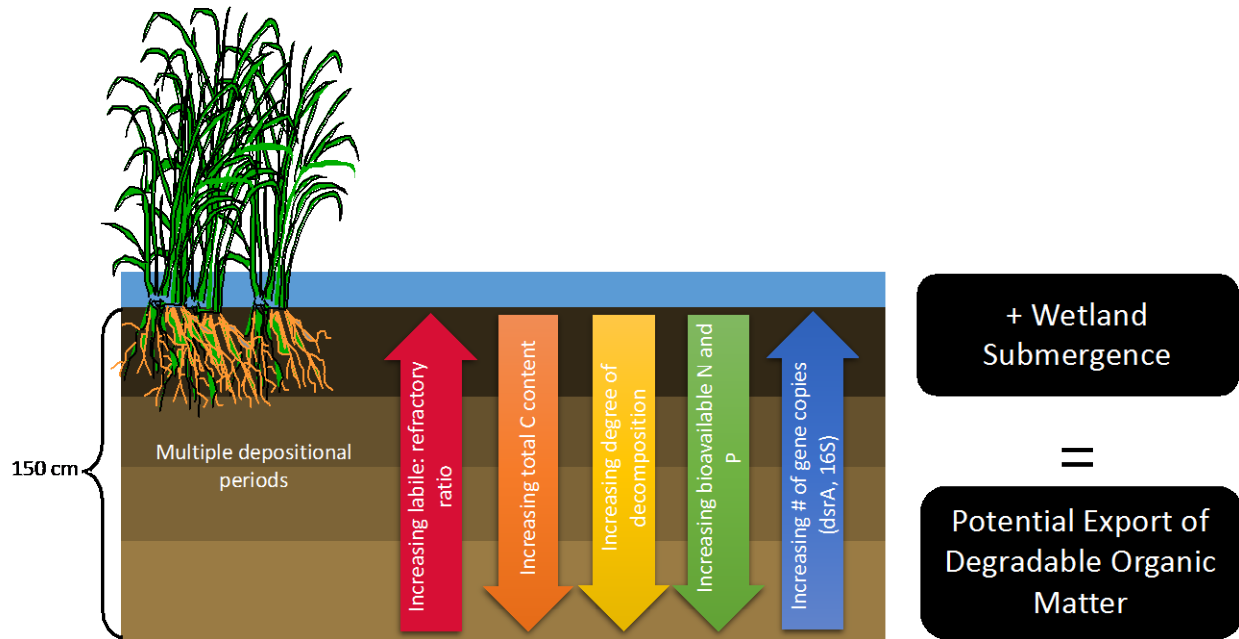 150 cm
Multiple depositional
periods
Increasing labile: refractory
ratio
Increasing total C content
Increasing degree of
decomposition
Increasing bioavailable N and
P
Increasing # of gene copies
(dsrA, 16S)
+ Wetland
Submergence
=
Potential Export of
Degradable Organic
Matter